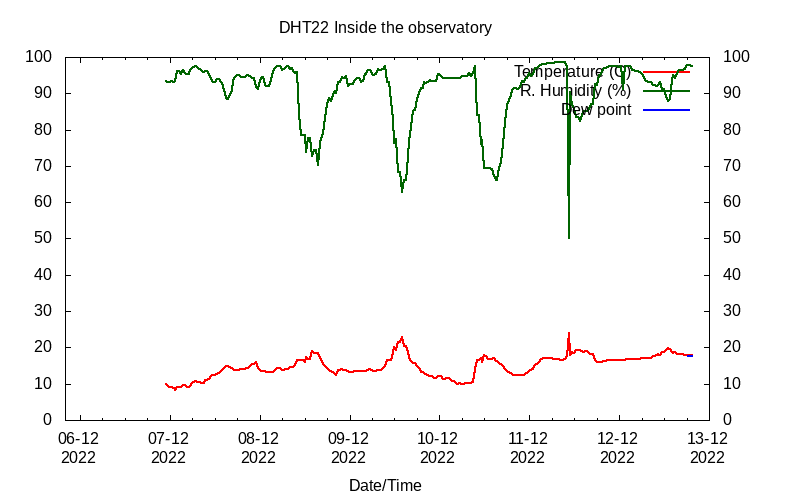 DHT22 Inside the observatory
100 100
Temperature (C)
90 R. Humidity (%) 90
Dew point
80 80
70 70
60 60
50 50
40 40
30 30
20 20
10 10
0 0
06-12 07-12 08-12 09-12 10-12 11-12 12-12 13-12
2022 2022 2022 2022 2022 2022 2022 2022
Date/Time